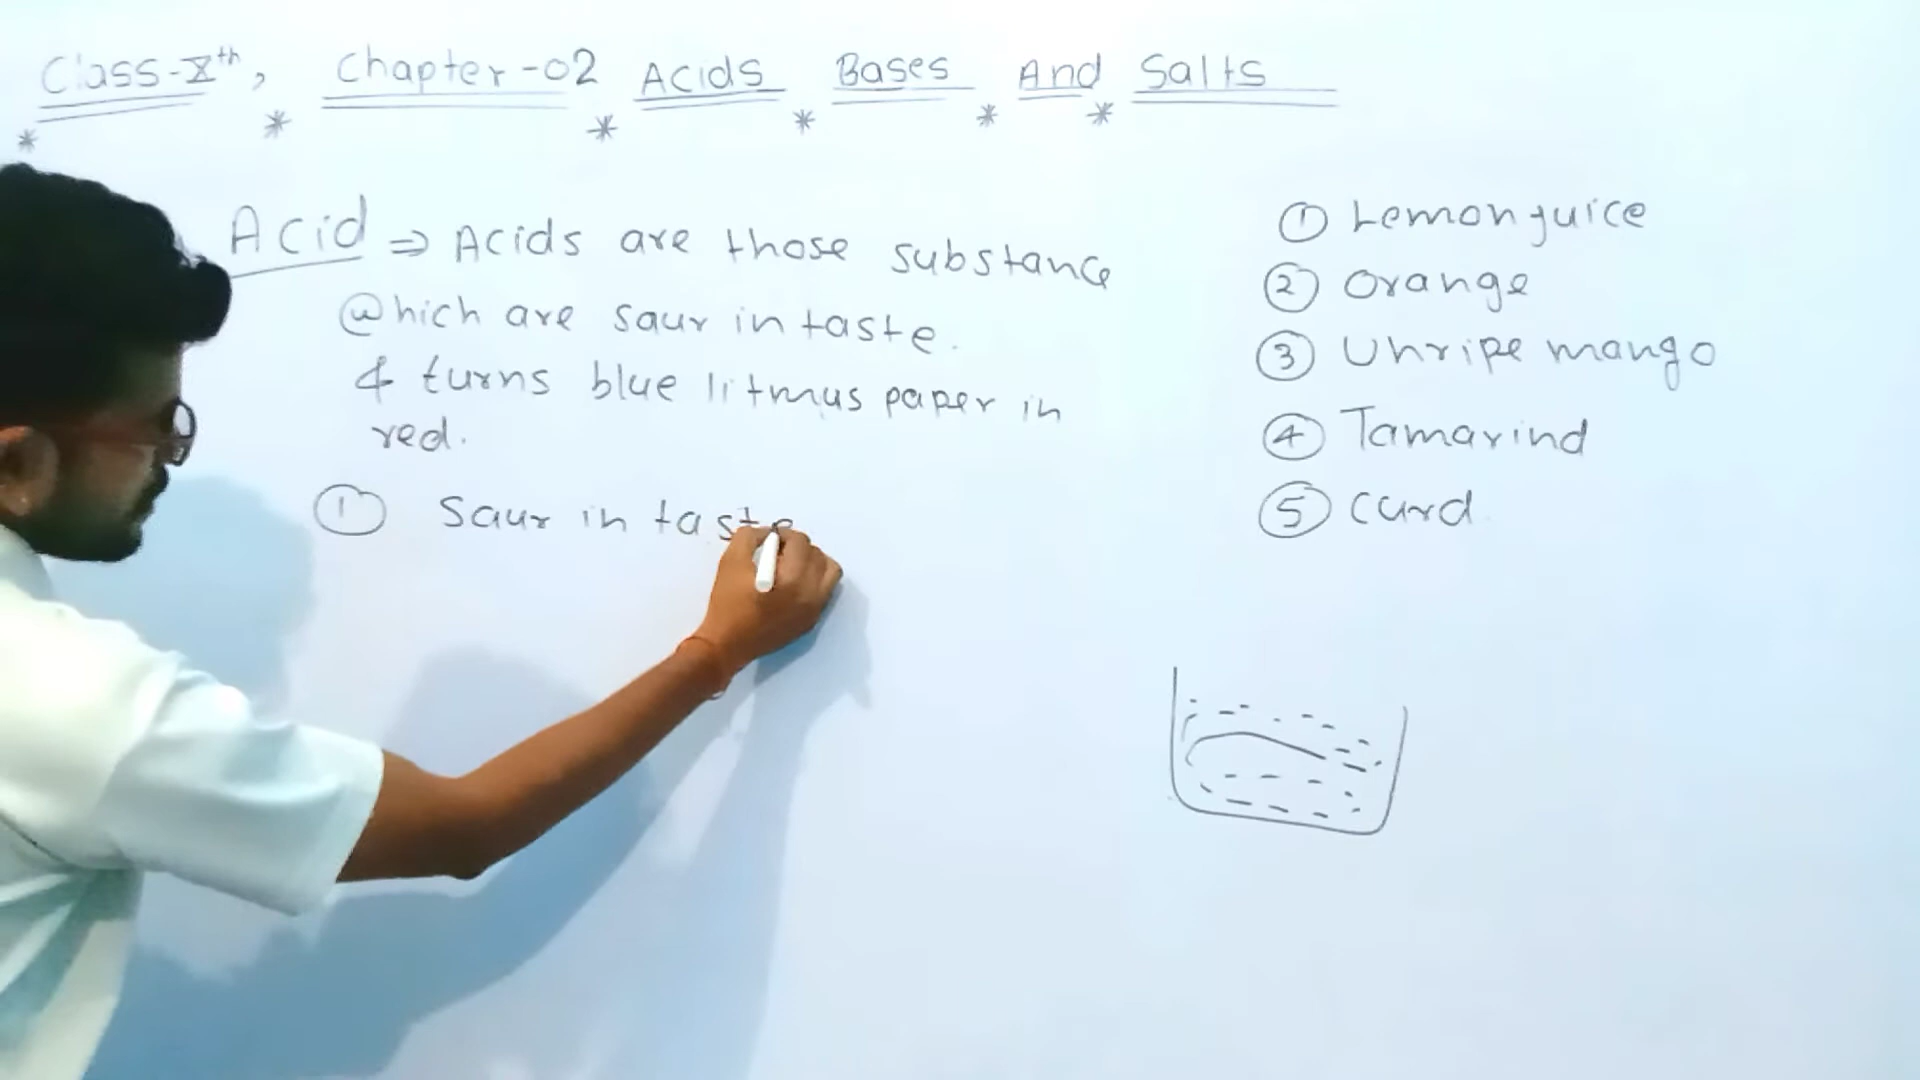 Class-Xth, Chapter-02 Acids Bases And Salts
Acid ⇒ Acids are those substance
which are saur in taste.
& turns blue litmus paper in
red.
① Saur in taste
① Lemon juice
② Orange
③ Unripe mango
④ Tamarind
⑤ Curd